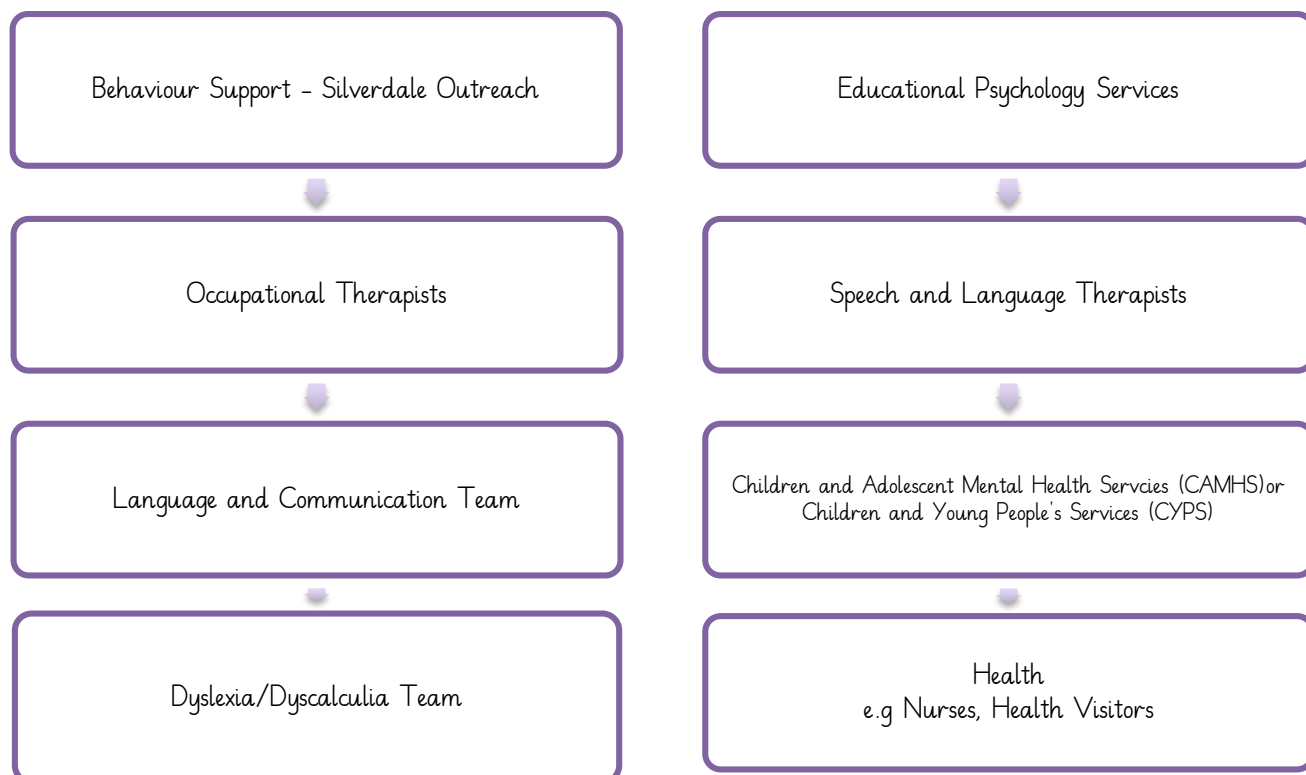 Behaviour Support - Silverdale Outreach
Occupational Therapists
Language and Communication Team
Dyslexia/Dyscalculia Team
Educational Psychology Services
Speech and Language Therapists
Children and Adolescent Mental Health Servcies (CAMHS)or
Children and Young People's Services (CYPS)
Health
e.g Nurses, Health Visitors